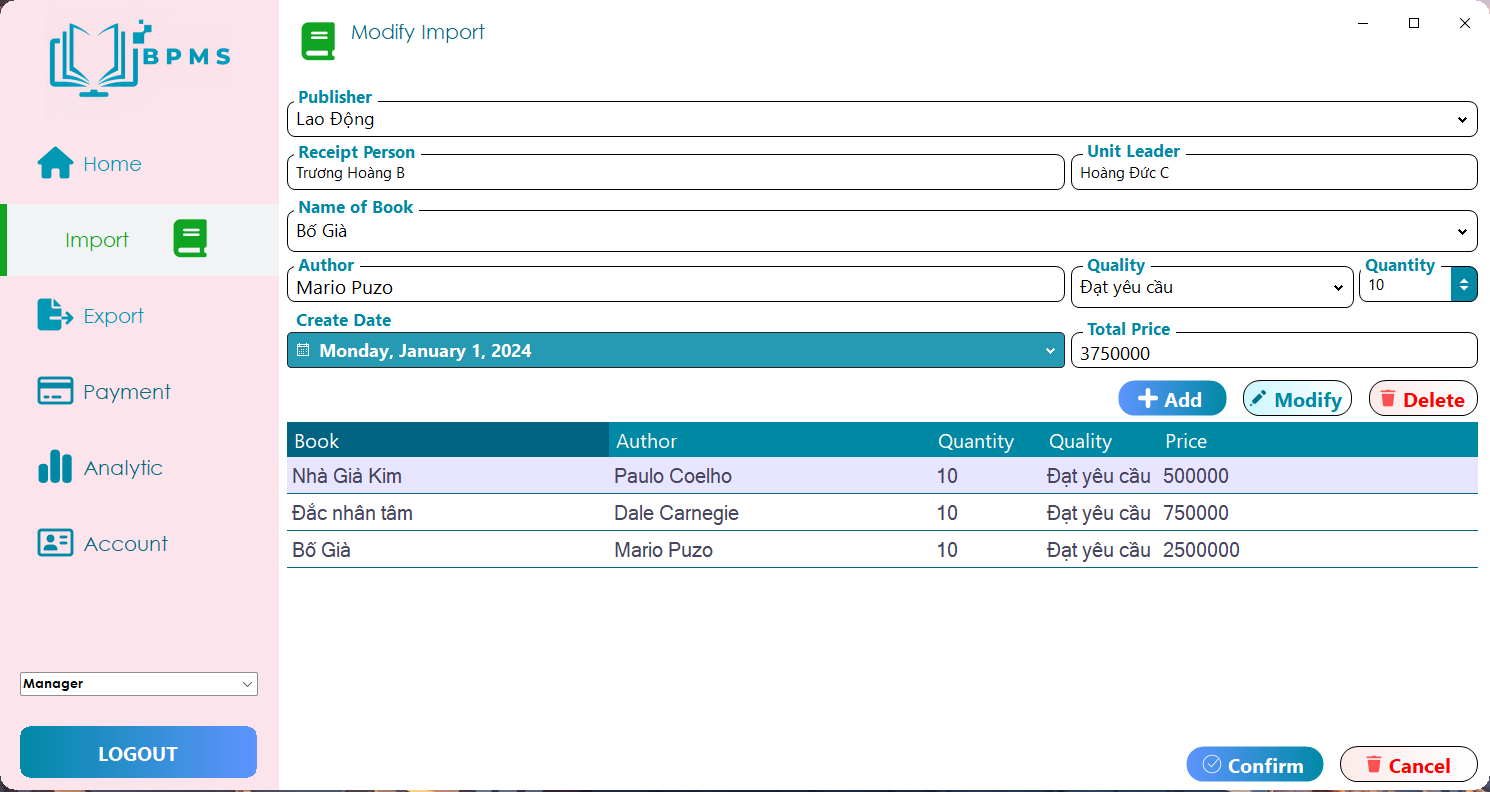 BPMS
Home
Import
Export
Payment
Analytic
Account
Manager
LOGOUT
Modify Import
Publisher
Lao Động
Receipt Person
Trương Hoàng B
Unit Leader
Hoàng Đức C
Name of Book
Bố Già
Author
Mario Puzo
Quality
Đạt yêu cầu
Quantity
10
Create Date
Monday, January 1, 2024
Total Price
3750000
Add Modify Delete
Book Author Quantity Quality Price
Nhà Giả Kim Paulo Coelho 10 Đạt yêu cầu 500000
Đắc nhân tâm Dale Carnegie 10 Đạt yêu cầu 750000
Bố Già Mario Puzo 10 Đạt yêu cầu 2500000
Confirm Cancel